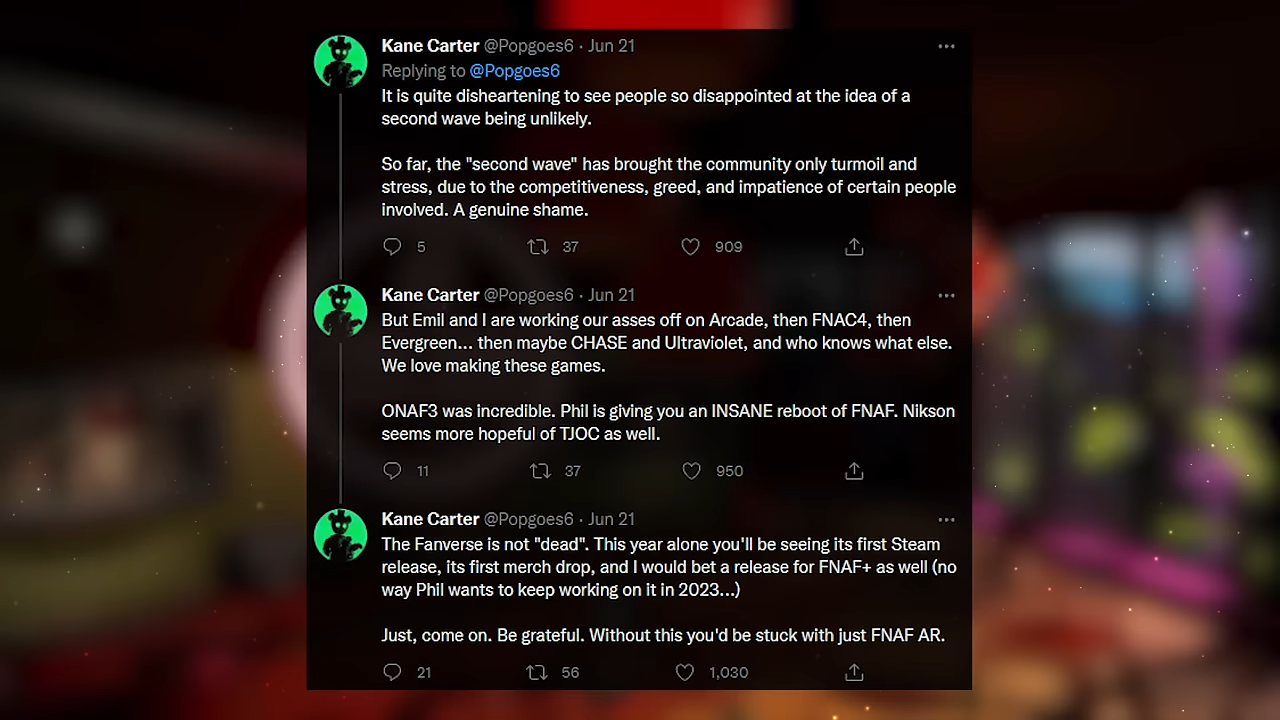 Kane Carter @Popgoes6 · Jun 21
Replying to @Popgoes6
It is quite disheartening to see people so disappointed at the idea of a
second wave being unlikely.
So far, the "second wave" has brought the community only turmoil and
stress, due to the competitiveness, greed, and impatience of certain people
involved. A genuine shame.
5 37 909
Kane Carter @Popgoes6 · Jun 21
But Emil and I are working our asses off on Arcade, then FNAC4, then
Evergreen... then maybe CHASE and Ultraviolet, and who knows what else.
We love making these games.
ONAF3 was incredible. Phil is giving you an INSANE reboot of FNAF. Nikson
seems more hopeful of TJOC as well.
11 37 950
Kane Carter @Popgoes6 · Jun 21
The Fanverse is not "dead". This year alone you'll be seeing its first Steam
release, its first merch drop, and I would bet a release for FNAF+ as well (no
way Phil wants to keep working on it in 2023...)
Just, come on. Be grateful. Without this you'd be stuck with just FNAF AR.
21 56 1,030